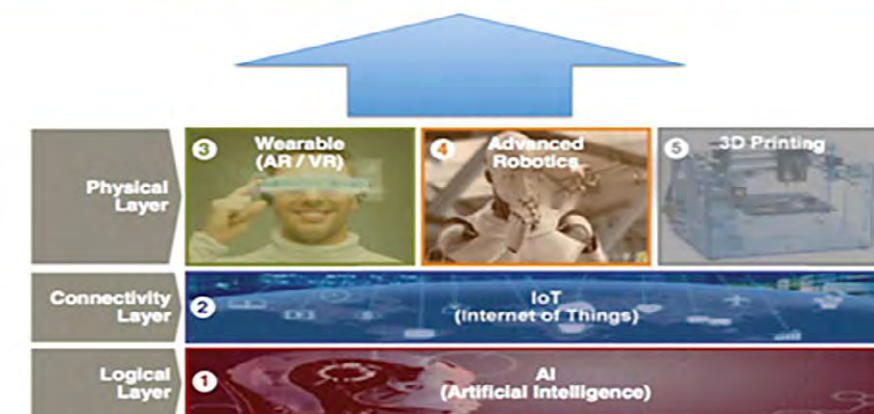 3
Wearable
(AR / VR)
4
Advanced
Robotics
5
3D Printing
Physical
Layer
Connectivity
Layer
2
IoT
(Internet of Things)
Logical
Layer
1
AI
(Artificial Intelligence)